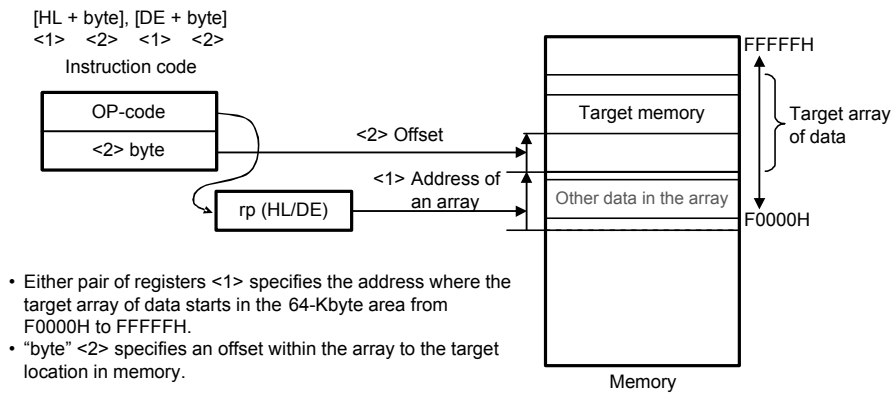 [HL + byte], [DE + byte]
<1> <2> <1> <2>
Instruction code
OP-code
<2> byte
rp (HL/DE)
<2> Offset
<1> Address of
an array
FFFFFH
Target memory
Target array
of data
Other data in the array
F0000H
Memory
• Either pair of registers <1> specifies the address where the
target array of data starts in the 64-Kbyte area from
F0000H to FFFFFH.
• “byte” <2> specifies an offset within the array to the target
location in memory.